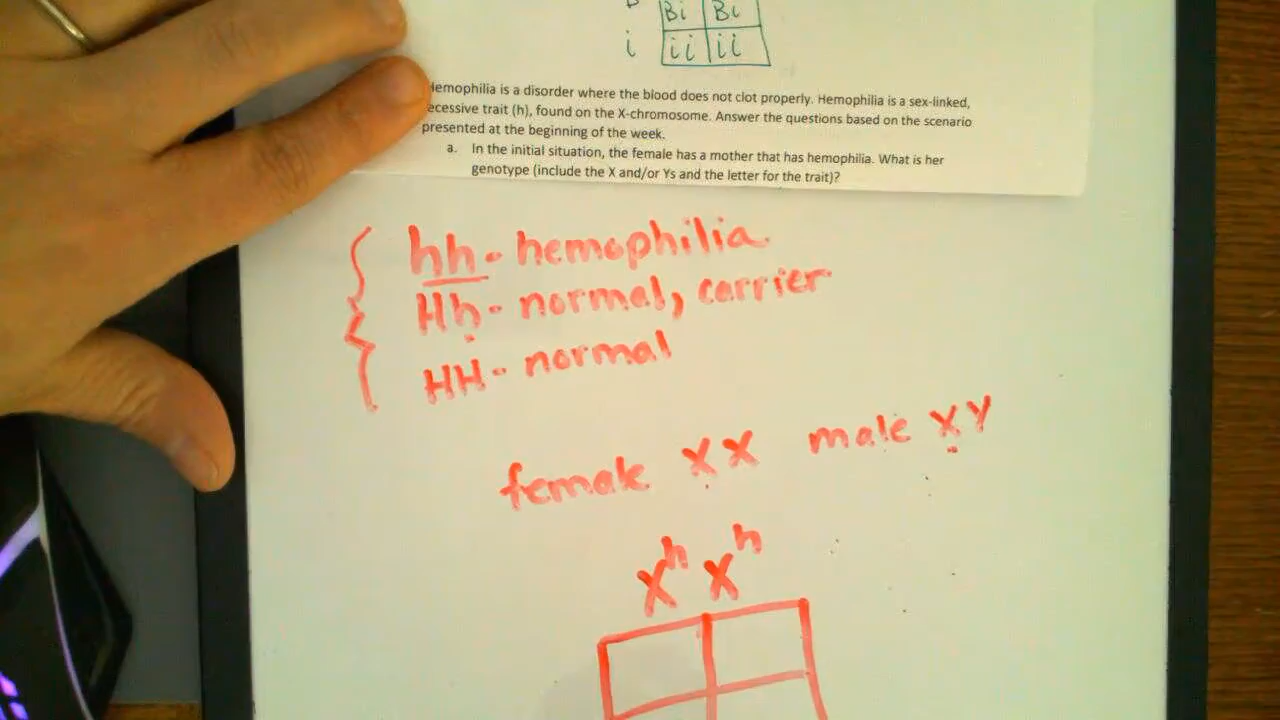 Bi Bi
i ii ii
Hemophilia is a disorder where the blood does not clot properly. Hemophilia is a sex-linked,
recessive trait (h), found on the X-chromosome. Answer the questions based on the scenario
presented at the beginning of the week.
a. In the initial situation, the female has a mother that has hemophilia. What is her
genotype (include the X and/or Ys and the letter for the trait)?
hh - hemophilia.
Hh - normal, carrier
HH - normal
female XX male XY
X^h X^h